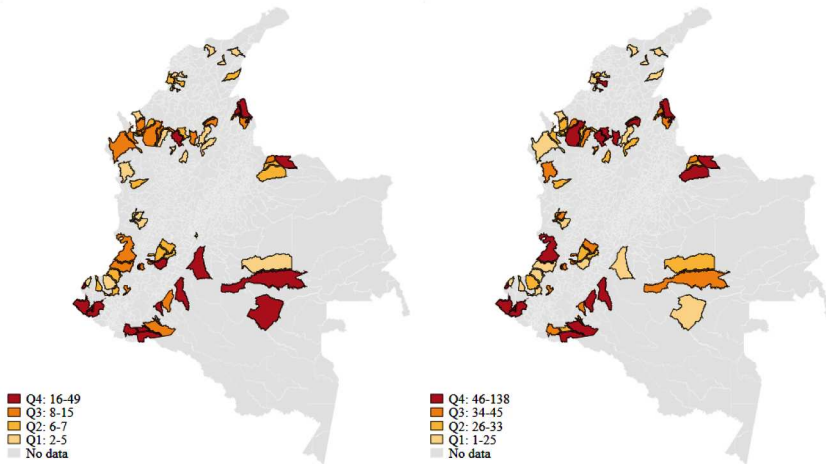 Q4: 16-49
Q3: 8-15
Q2: 6-7
Q1: 2-5
No data
Q4: 46-138
Q3: 34-45
Q2: 26-33
Q1: 1-25
No data